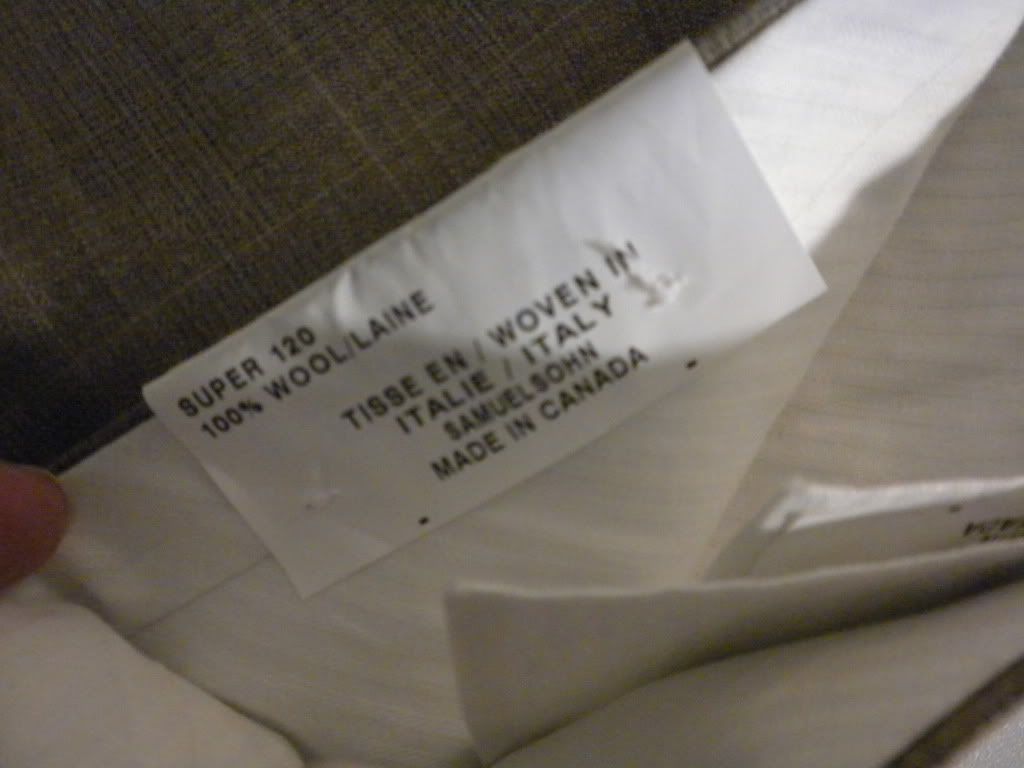 SUPER 120
100% WOOL/LAINE
TISSE EN / WOVEN IN
ITALIE / ITALY
SAMUELSOHN
MADE IN CANADA